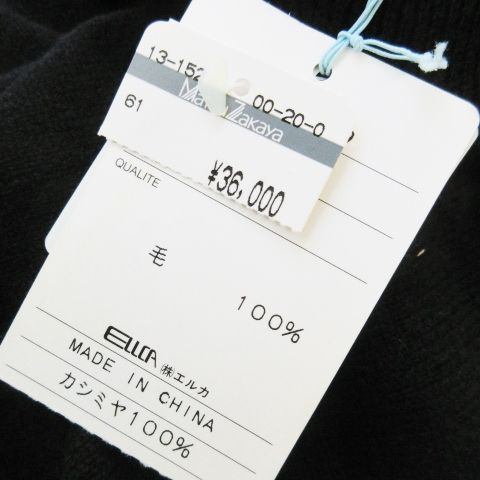 13-152
00-20-0
Matsuzakaya
61
¥36,000
QUALITE
毛
100%
ELLCA (株)エルカ
MADE IN CHINA
カシミヤ100%